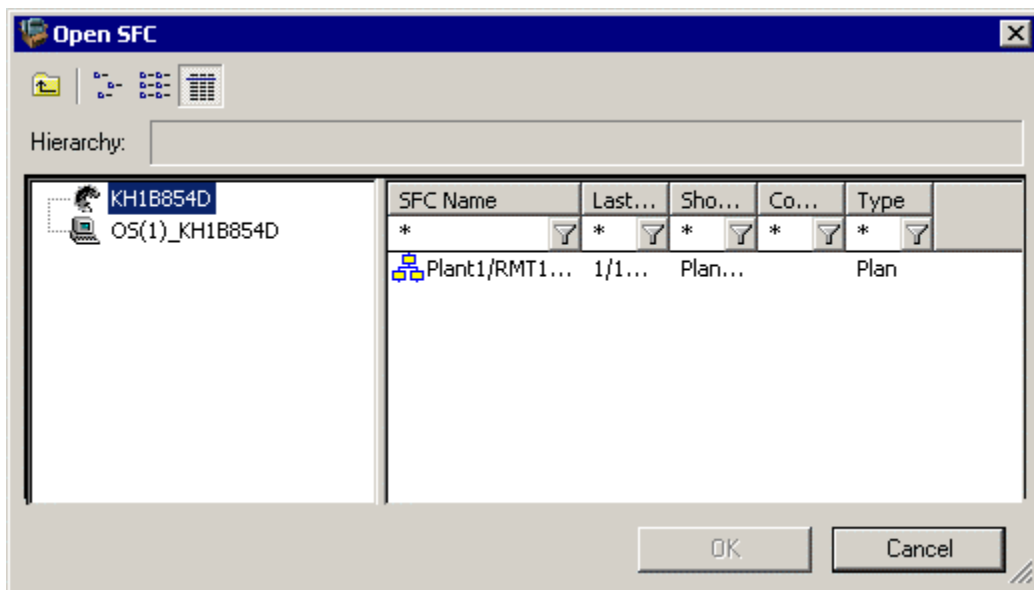 Open SFC
Hierarchy:
KH1B854D
OS(1)_KH1B854D
SFC Name Last... Sho... Co... Type
* * * * *
Plant1/RMT1... 1/1... Plan... Plan
OK Cancel